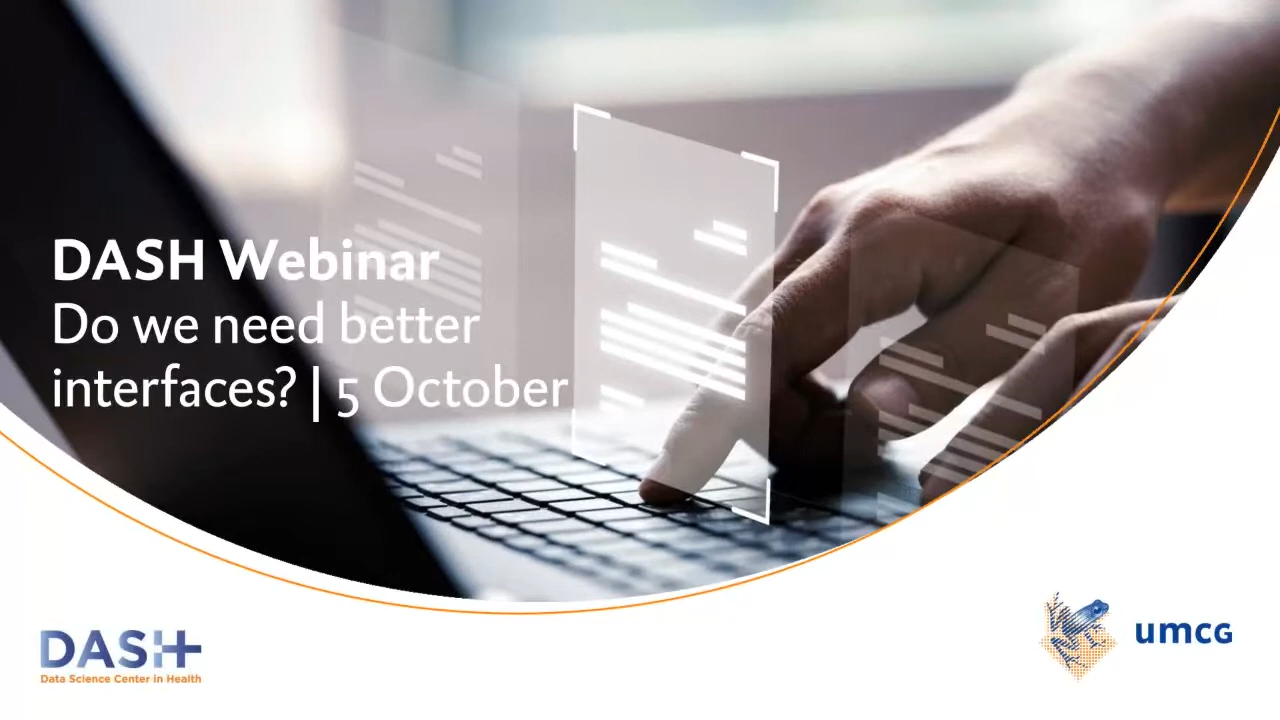 DASH Webinar
Do we need better
interfaces? | 5 October
DASH
Data Science Center in Health
umcg